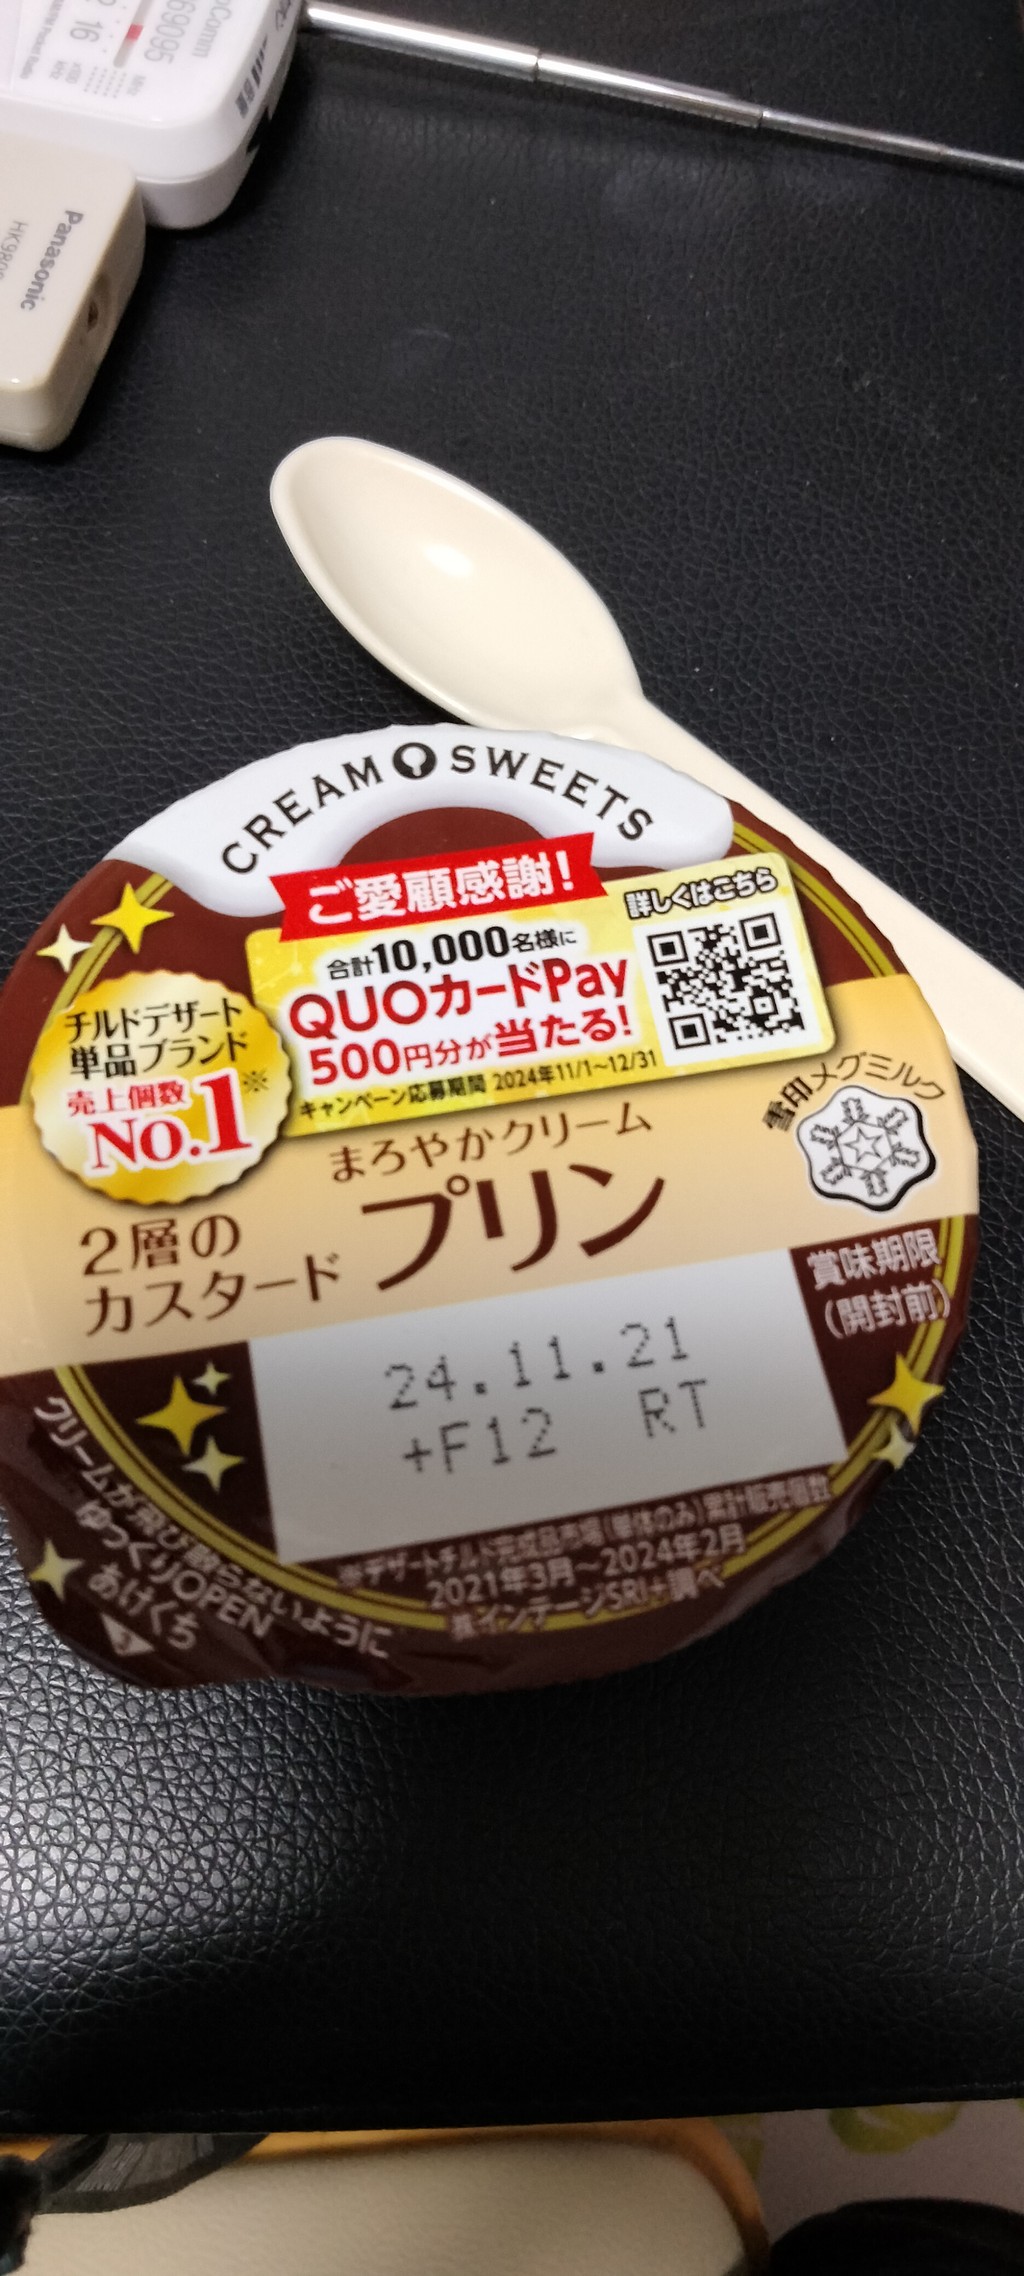 Panasonic
CREAM SWEETS
ご愛顧感謝!
合計10,000名様に
QUOカードPay
500円分が当たる!
キャンペーン応募期間 2024年11/1~12/31
詳しくはこちら
チルドデザート
単品ブランド
売上個数
No.1※
雪印メグミルク
まろやかクリーム
プリン
2層の
カスタード
賞味期限
(開封前)
24.11.21
+F12 RT
※デザートチルド完成品市場(単体のみ)累計販売個数
2021年3月~2024年2月
㈱インテージSRI+調べ
クリームが飛び散らないように
ゆっくりOPEN
あけくち